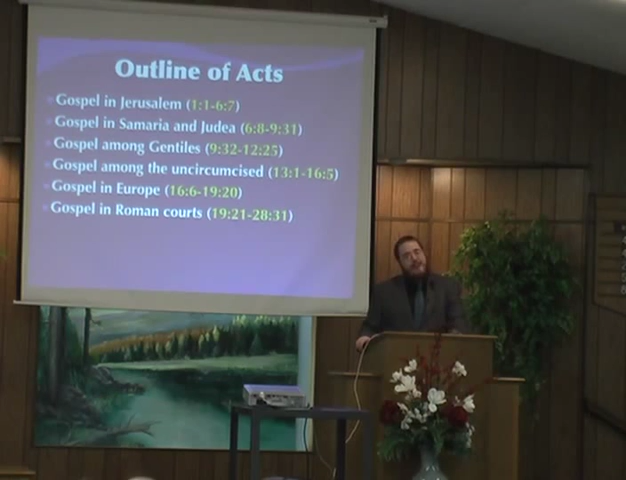 Outline of Acts
Gospel in Jerusalem (1:1-6:7)
Gospel in Samaria and Judea (6:8-9:31)
Gospel among Gentiles (9:32-12:25)
Gospel among the uncircumcised (13:1-16:5)
Gospel in Europe (16:6-19:20)
Gospel in Roman courts (19:21-28:31)